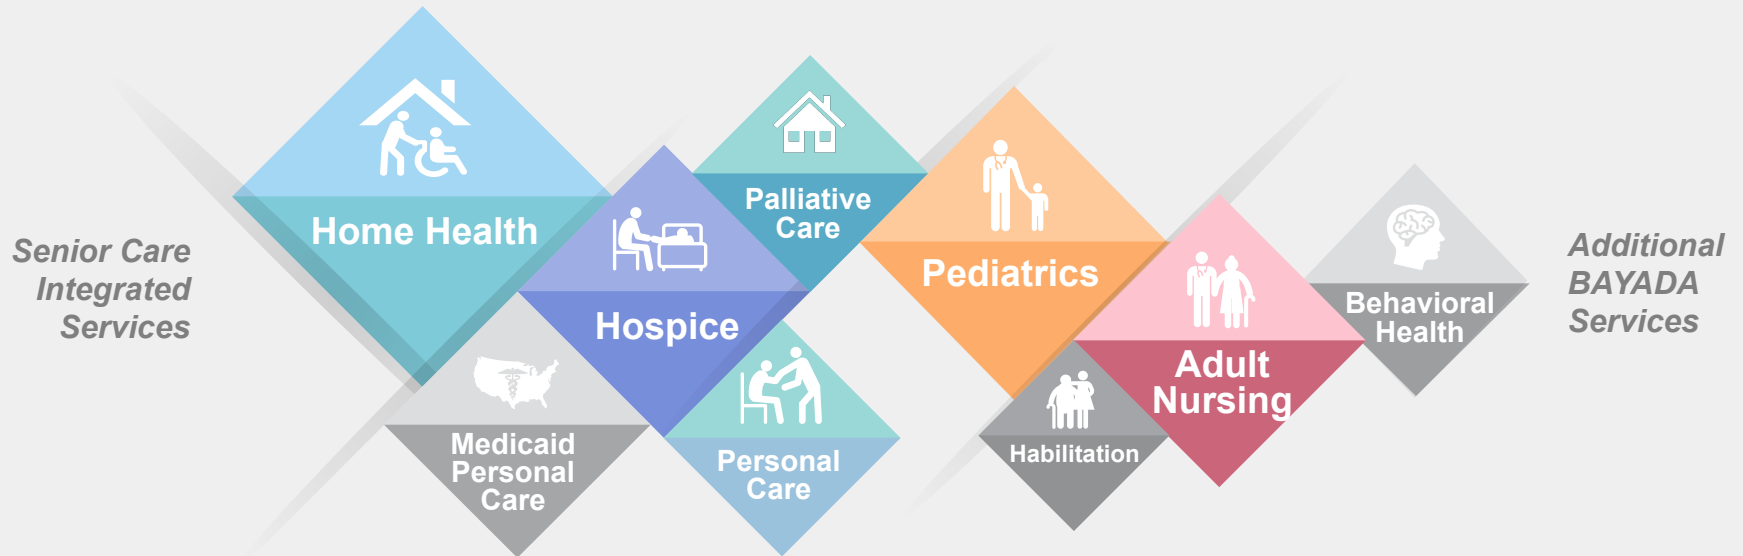 Senior Care
Integrated
Services
Home Health
Hospice
Palliative
Care
Medicaid
Personal
Care
Personal
Care
Pediatrics
Adult
Nursing
Habilitation
Behavioral
Health
Additional
BAYADA
Services